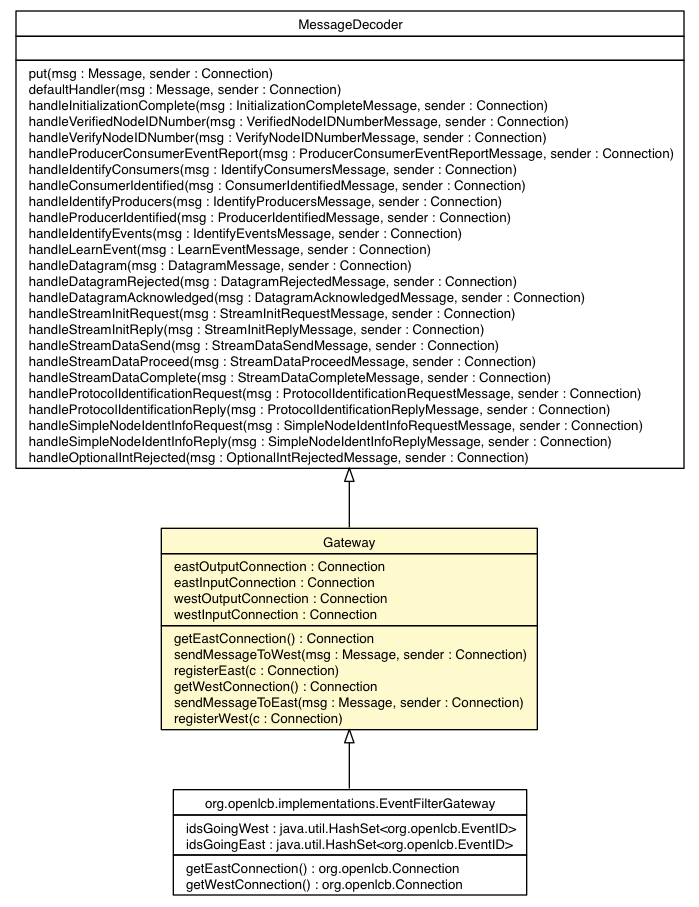 MessageDecoder
put(msg : Message, sender : Connection)
defaultHandler(msg : Message, sender : Connection)
handleInitializationComplete(msg : InitializationCompleteMessage, sender : Connection)
handleVerifiedNodeIDNumber(msg : VerifiedNodeIDNumberMessage, sender : Connection)
handleVerifyNodeIDNumber(msg : VerifyNodeIDNumberMessage, sender : Connection)
handleProducerConsumerEventReport(msg : ProducerConsumerEventReportMessage, sender : Connection)
handleIdentifyConsumers(msg : IdentifyConsumersMessage, sender : Connection)
handleConsumerIdentified(msg : ConsumerIdentifiedMessage, sender : Connection)
handleIdentifyProducers(msg : IdentifyProducersMessage, sender : Connection)
handleProducerIdentified(msg : ProducerIdentifiedMessage, sender : Connection)
handleIdentifyEvents(msg : IdentifyEventsMessage, sender : Connection)
handleLearnEvent(msg : LearnEventMessage, sender : Connection)
handleDatagram(msg : DatagramMessage, sender : Connection)
handleDatagramRejected(msg : DatagramRejectedMessage, sender : Connection)
handleDatagramAcknowledged(msg : DatagramAcknowledgedMessage, sender : Connection)
handleStreamInitRequest(msg : StreamInitRequestMessage, sender : Connection)
handleStreamInitReply(msg : StreamInitReplyMessage, sender : Connection)
handleStreamDataSend(msg : StreamDataSendMessage, sender : Connection)
handleStreamDataProceed(msg : StreamDataProceedMessage, sender : Connection)
handleStreamDataComplete(msg : StreamDataCompleteMessage, sender : Connection)
handleProtocolIdentificationRequest(msg : ProtocolIdentificationRequestMessage, sender : Connection)
handleProtocolIdentificationReply(msg : ProtocolIdentificationReplyMessage, sender : Connection)
handleSimpleNodeIdentInfoRequest(msg : SimpleNodeIdentInfoRequestMessage, sender : Connection)
handleSimpleNodeIdentInfoReply(msg : SimpleNodeIdentInfoReplyMessage, sender : Connection)
handleOptionalIntRejected(msg : OptionalIntRejectedMessage, sender : Connection)
Gateway
eastOutputConnection : Connection
eastInputConnection : Connection
westOutputConnection : Connection
westInputConnection : Connection
getEastConnection() : Connection
sendMessageToWest(msg : Message, sender : Connection)
registerEast(c : Connection)
getWestConnection() : Connection
sendMessageToEast(msg : Message, sender : Connection)
registerWest(c : Connection)
org.openlcb.implementations.EventFilterGateway
idsGoingWest : java.util.HashSet<org.openlcb.EventID>
idsGoingEast : java.util.HashSet<org.openlcb.EventID>
getEastConnection() : org.openlcb.Connection
getWestConnection() : org.openlcb.Connection